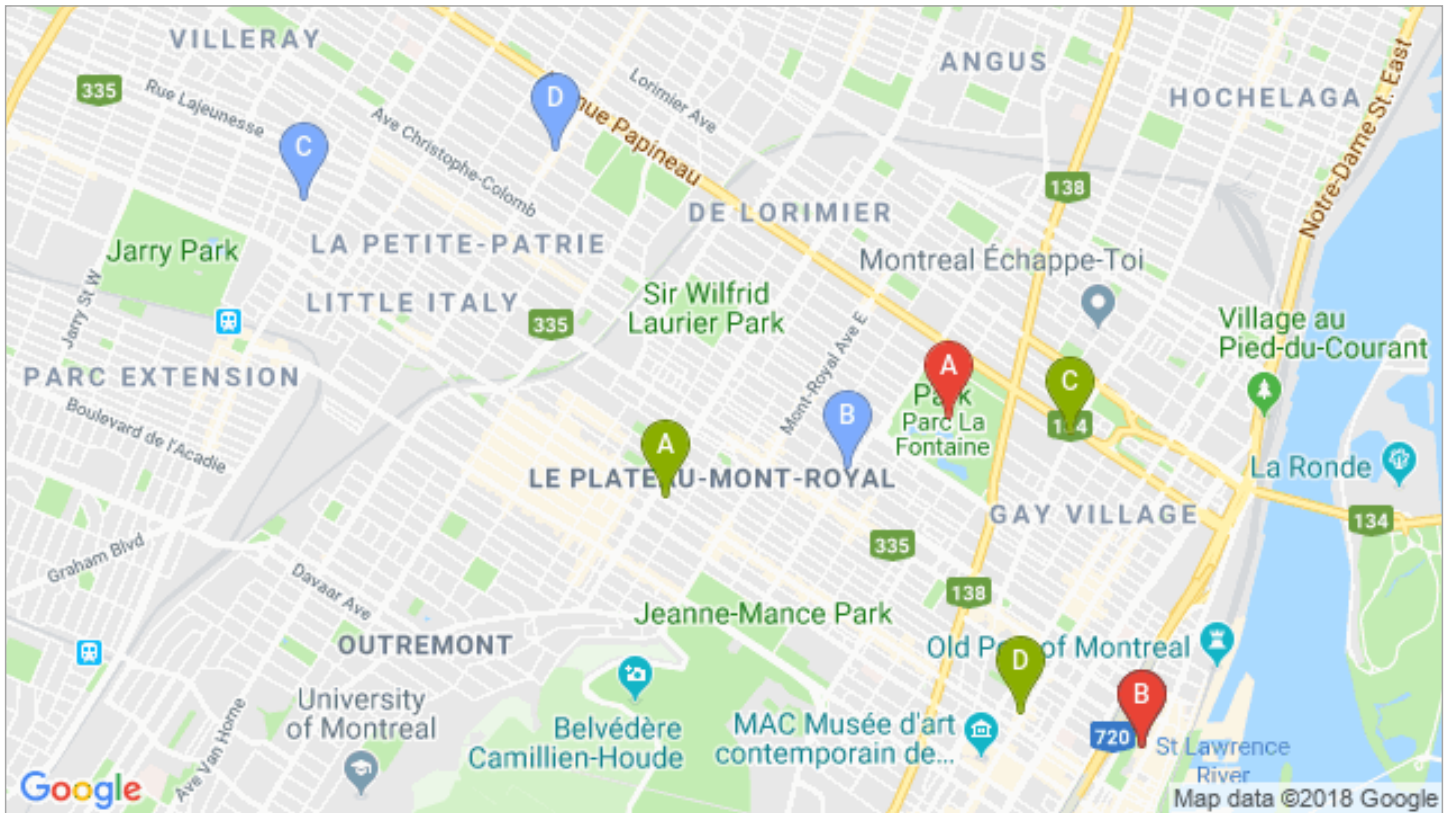 VILLERAY
ANGUS
335
Rue Lajeunesse
D
Lorimier Ave
HOCHELAGA
Notre-Dame St. East
Ave Christophe-Colomb
nue Papineau
C
138
DE LORIMIER
LA PETITE-PATRIE
Jarry Park
Montreal Échappe-Toi
Jarry St W
LITTLE ITALY
335
Sir Wilfrid
Laurier Park
Mont-Royal Ave E
Village au
Pied-du-Courant
PARC EXTENSION
A
Park
Parc La
Fontaine
C
134
B
Boulevard de l'Acadie
A
LE PLATEAU-MONT-ROYAL
La Ronde
GAY VILLAGE
134
335
Graham Blvd
Davaar Ave
138
Jeanne-Mance Park
OUTREMONT
Old Port of Montreal
D
University
of Montreal
B
Belvédère
Camillien-Houde
MAC Musée d'art
contemporain de...
720
St Lawrence
River
Ave Van Horne
Google
Map data ©2018 Google